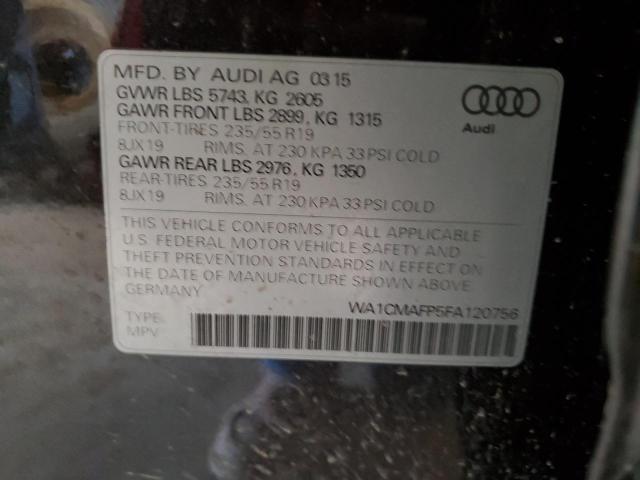 MFD. BY AUDI AG 03 15
GVWR LBS 5743, KG 2605
GAWR FRONT LBS 2899, KG 1315
FRONT-TIRES 235/55 R19
8JX19 RIMS. AT 230 KPA 33 PSI COLD
GAWR REAR LBS 2976, KG 1350
REAR-TIRES 235/55 R19
8JX19 RIMS. AT 230 KPA 33 PSI COLD
Audi
THIS VEHICLE CONFORMS TO ALL APPLICABLE
U.S. FEDERAL MOTOR VEHICLE SAFETY AND
THEFT PREVENTION STANDARDS IN EFFECT ON
THE DATE OF MANUFACTURE SHOWN ABOVE
GERMANY
WA1CMAFP5FA120756
TYPE:
MPV